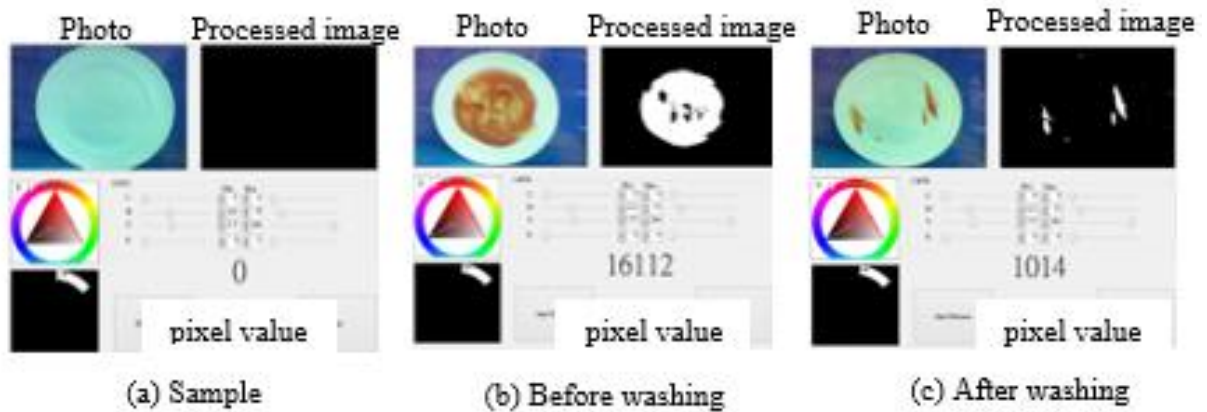 Photo Processed image
0
pixel value
(a) Sample
Photo Processed image
16112
pixel value
(b) Before washing
Photo Processed image
1014
pixel value
(c) After washing